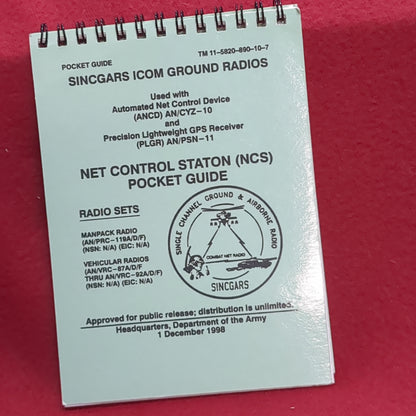 POCKET GUIDE
TM 11-5820-890-10-7
SINCGARS ICOM GROUND RADIOS
Used with
Automated Net Control Device
(ANCD) AN/CYZ-10
and
Precision Lightweight GPS Receiver
(PLGR) AN/PSN-11
NET CONTROL STATON (NCS)
POCKET GUIDE
RADIO SETS
MANPACK RADIO
(AN/PRC-119A/D/F)
(NSN: N/A) (EIC: N/A)
VEHICULAR RADIOS
(AN/VRC-87A/D/F
THRU AN/VRC-92A/D/F)
(NSN: N/A) (EIC: N/A)
SINGLE CHANNEL GROUND & AIRBORNE RADIO
COMBAT NET RADIO
SINCGARS
Approved for public release; distribution is unlimited.
Headquarters, Department of the Army
1 December 1998